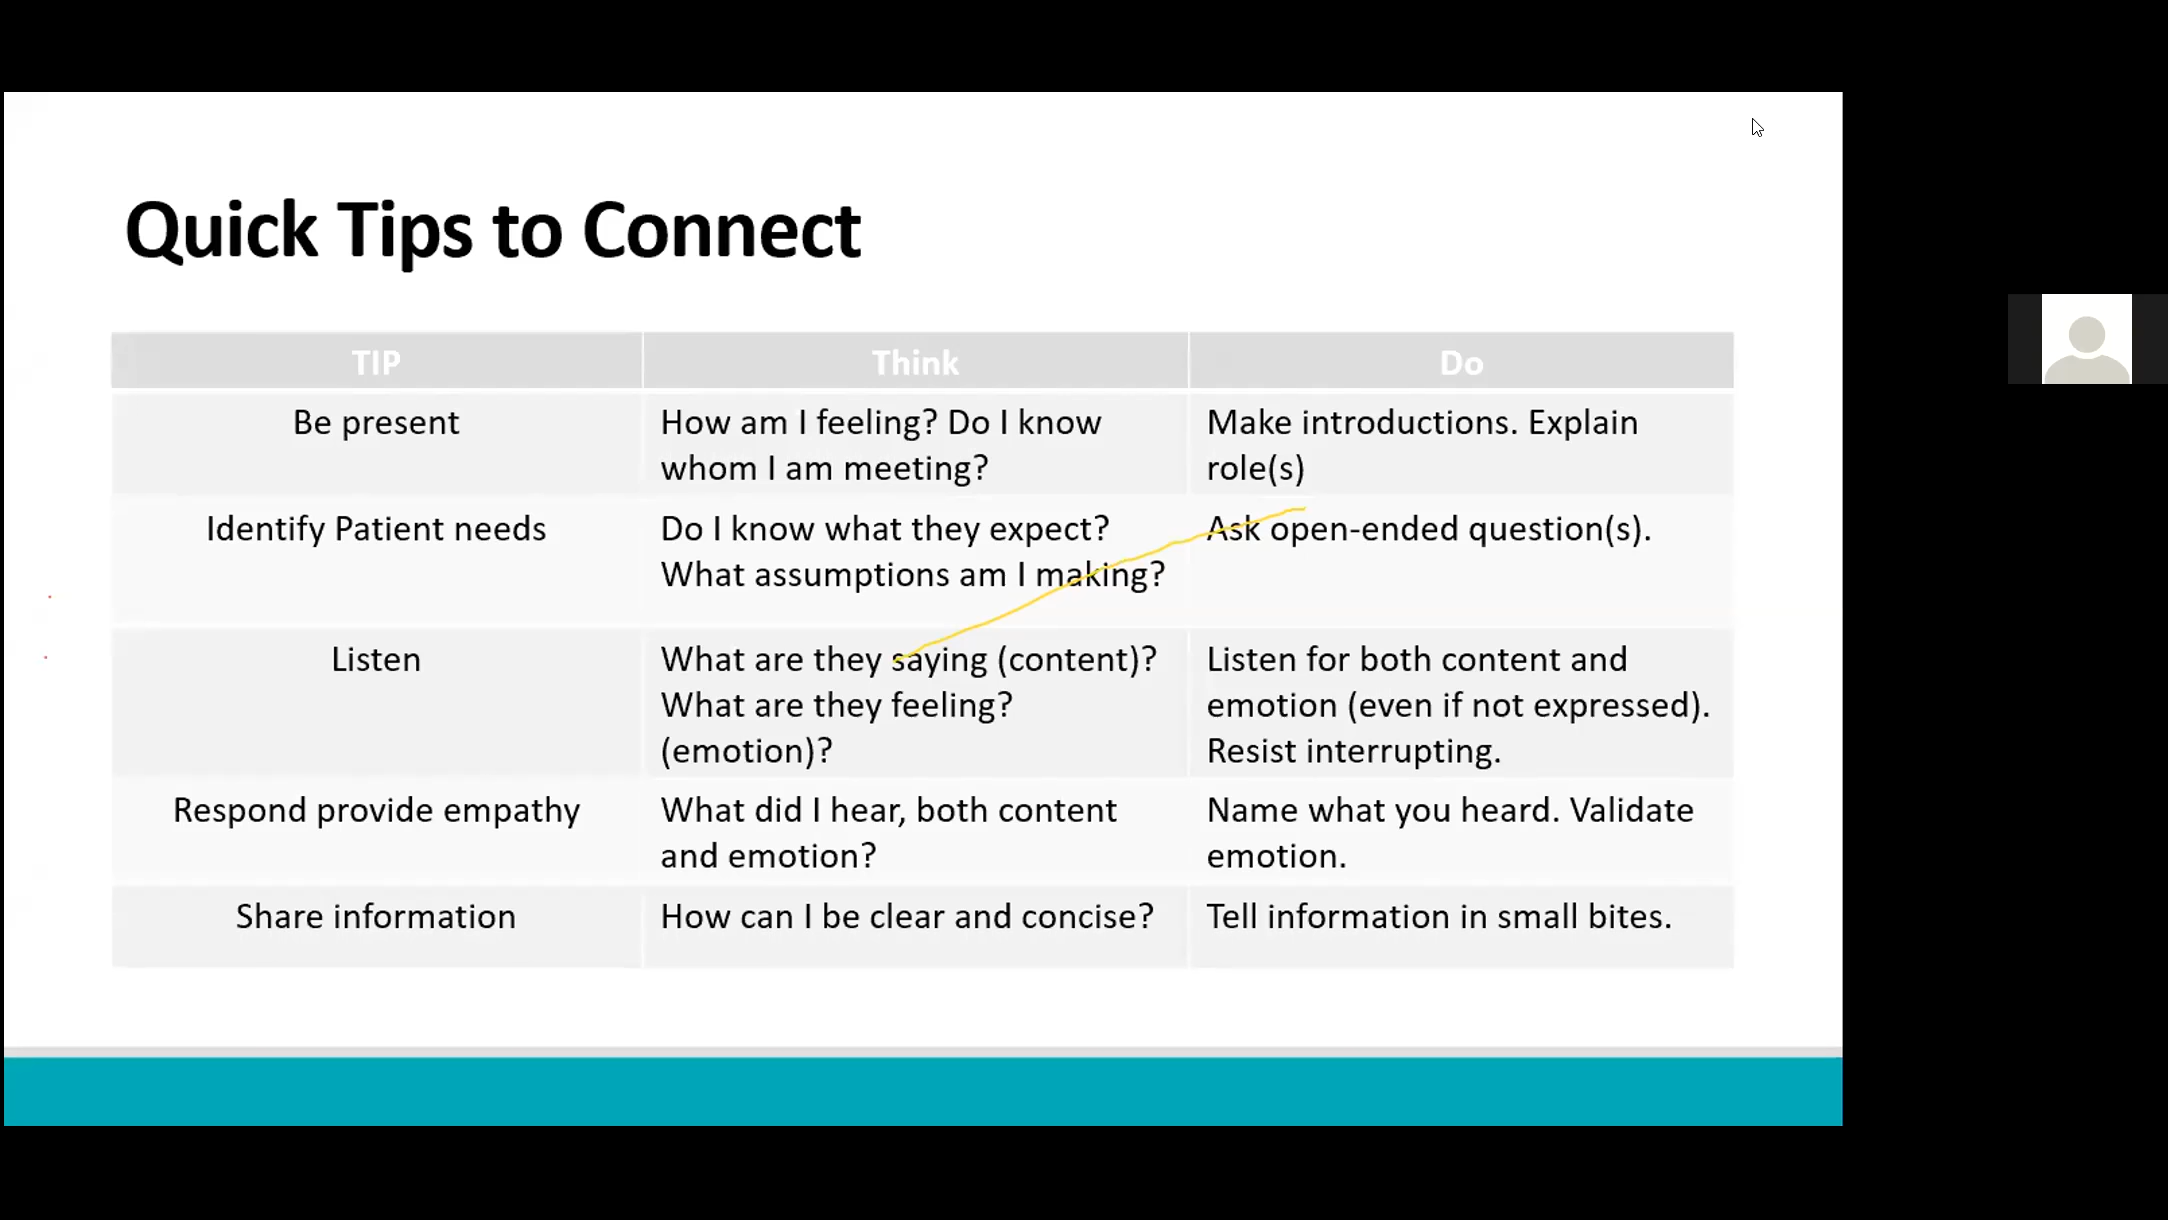 Quick Tips to Connect
TIP Think Do
Be present
How am I feeling? Do I know
whom I am meeting?
Make introductions. Explain
role(s)
Identify Patient needs
Do I know what they expect?
What assumptions am I making?
Ask open-ended question(s).
Listen
What are they saying (content)?
What are they feeling?
(emotion)?
Listen for both content and
emotion (even if not expressed).
Resist interrupting.
Respond provide empathy
What did I hear, both content
and emotion?
Name what you heard. Validate
emotion.
Share information
How can I be clear and concise?
Tell information in small bites.